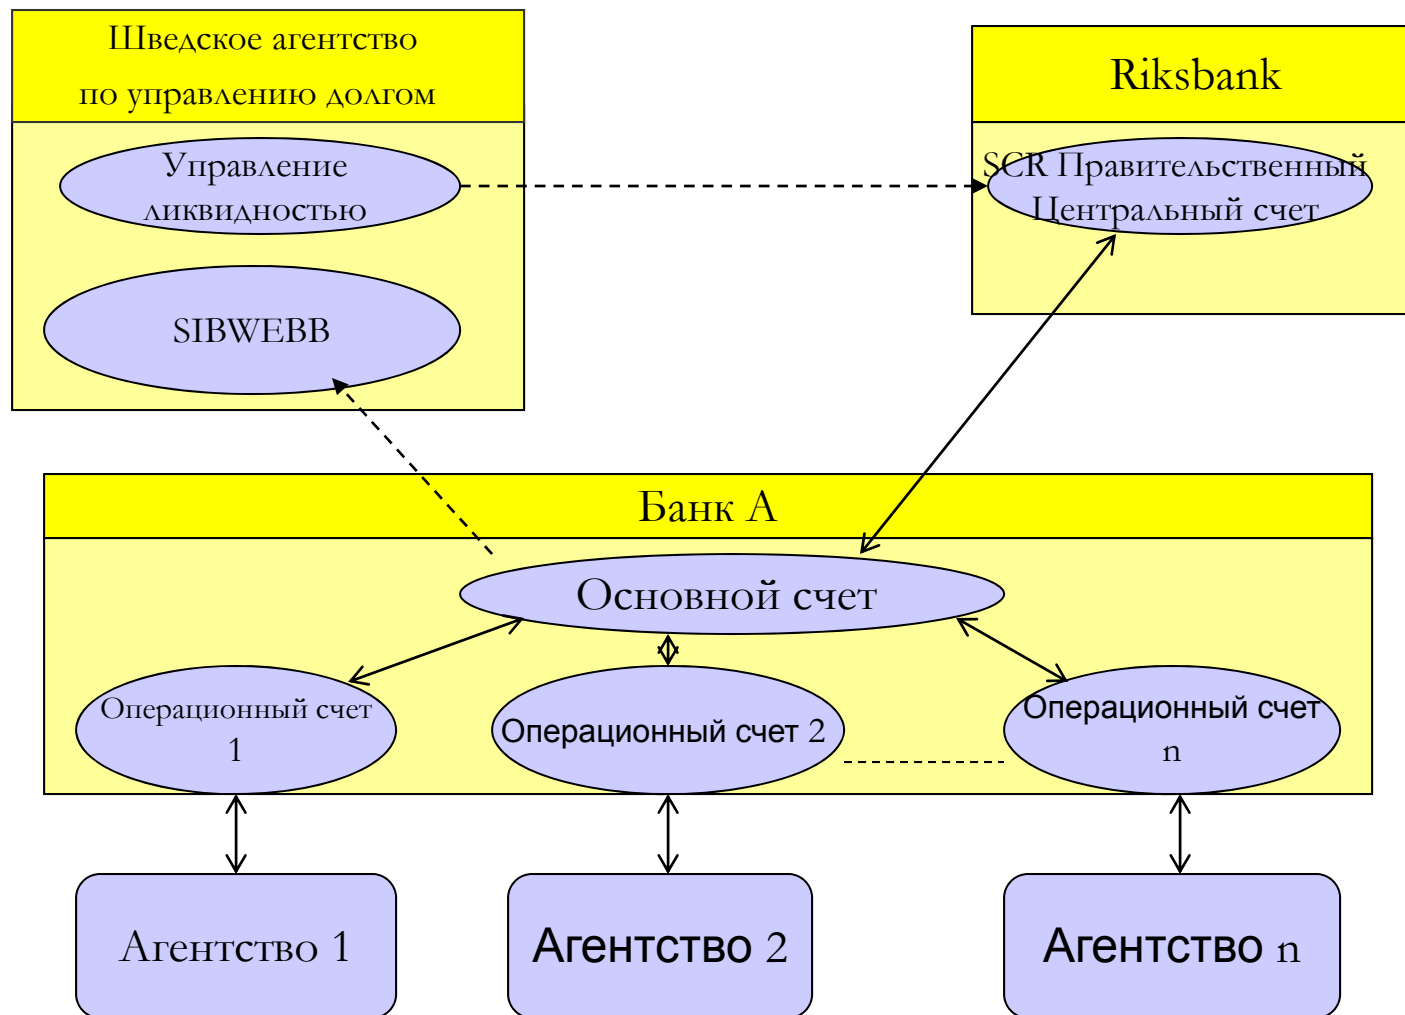 Шведское агентство
по управлению долгом
Riksbank
Управление
ликвидностью
SCR Правительственный
Центральный счет
SIBWEBB
Банк А
Основной счет
Операционный счет
1
Операционный счет 2
Операционный счет
n
Агентство 1
Агентство 2
Агентство n